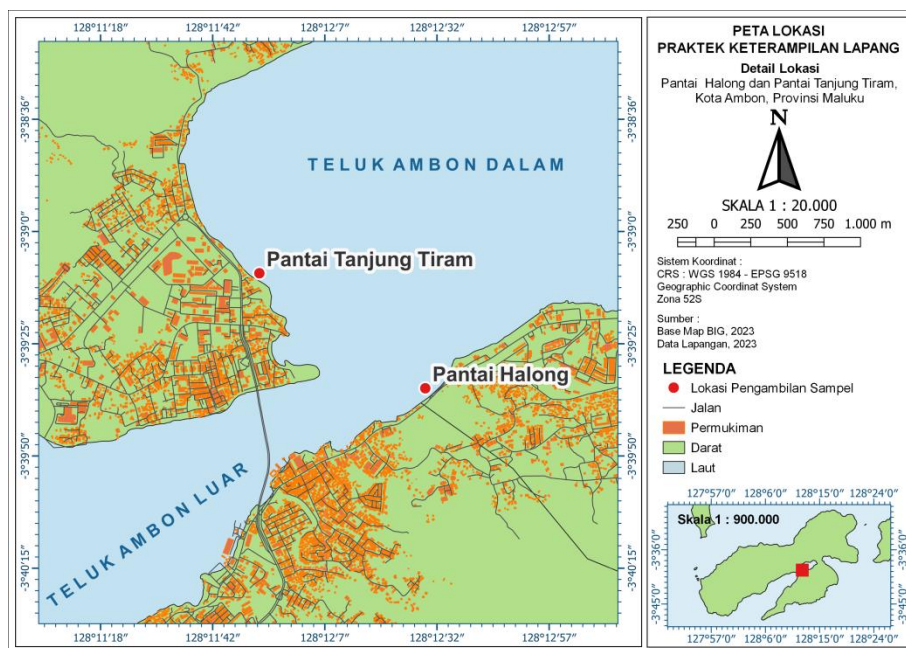 128°11'18"
128°11'42"
128°12'7"
128°12'32"
128°12'57"
-3°38'36"
-3°39'0"
-3°39'25"
-3°39'50"
-3°40'15"
TELUK AMBON DALAM
Pantai Tanjung Tiram
Pantai Halong
TELUK AMBON LUAR
-3°38'36"
-3°39'0"
-3°39'25"
-3°39'50"
-3°40'15"
128°11'18"
128°11'42"
128°12'7"
128°12'32"
128°12'57"
PETA LOKASI
PRAKTEK KETERAMPILAN LAPANG
Detail Lokasi
Pantai Halong dan Pantai Tanjung Tiram,
Kota Ambon, Provinsi Maluku
N
SKALA 1 : 20.000
250 0 250 500 750 1.000 m
Sistem Koordinat :
CRS : WGS 1984 - EPSG 9518
Geographic Coordinat System
Zona 52S
Sumber :
Base Map BIG, 2023
Data Lapangan, 2023
LEGENDA
Lokasi Pengambilan Sampel
Jalan
Permukiman
Darat
Laut
127°57'0" 128°6'0" 128°15'0" 128°24'0"
Skala 1 : 900.000
-3°36'0"
-3°45'0"
-3°36'0"
-3°45'0"
127°57'0" 128°6'0" 128°15'0" 128°24'0"